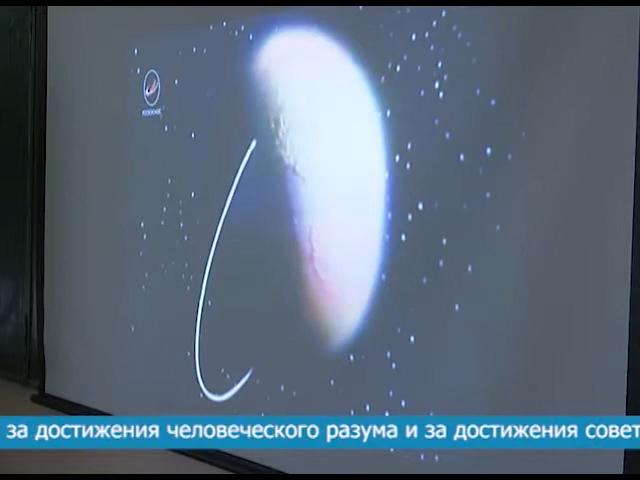 за достижения человеческого разума и за достижения совет